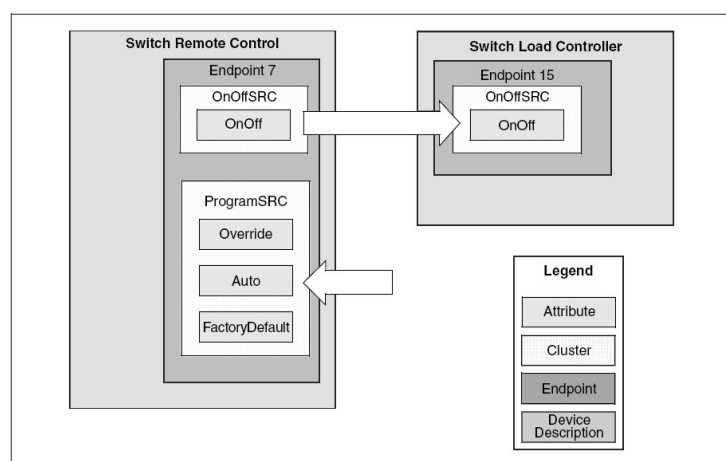 Switch Remote Control
Endpoint 7
OnOffSRC
OnOff
ProgramSRC
Override
Auto
FactoryDefault
Switch Load Controller
Endpoint 15
OnOffSRC
OnOff
Legend
Attribute
Cluster
Endpoint
Device
Description